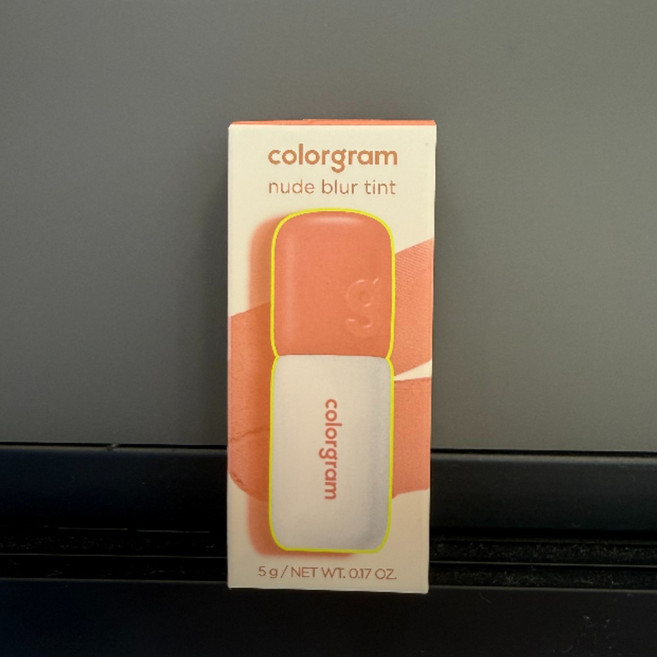 colorgram
nude blur tint
colorgram
5 g / NET WT. 0.17 OZ.